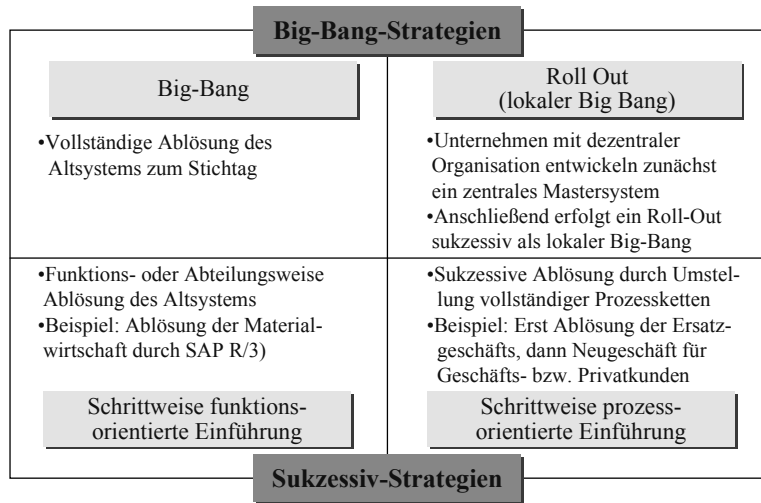 Big-Bang-Strategien
Big-Bang
•Vollständige Ablösung des
Altsystems zum Stichtag
Roll Out
(lokaler Big Bang)
•Unternehmen mit dezentraler
Organisation entwickeln zunächst
ein zentrales Mastersystem
•Anschließend erfolgt ein Roll-Out
sukzessiv als lokaler Big-Bang
•Funktions- oder Abteilungsweise
Ablösung des Altsystems
•Beispiel: Ablösung der Material-
wirtschaft durch SAP R/3)
Schrittweise funktions-
orientierte Einführung
•Sukzessive Ablösung durch Umstel-
lung vollständiger Prozessketten
•Beispiel: Erst Ablösung der Ersatz-
geschäfts, dann Neugeschäft für
Geschäfts- bzw. Privatkunden
Schrittweise prozess-
orientierte Einführung
Sukzessiv-Strategien